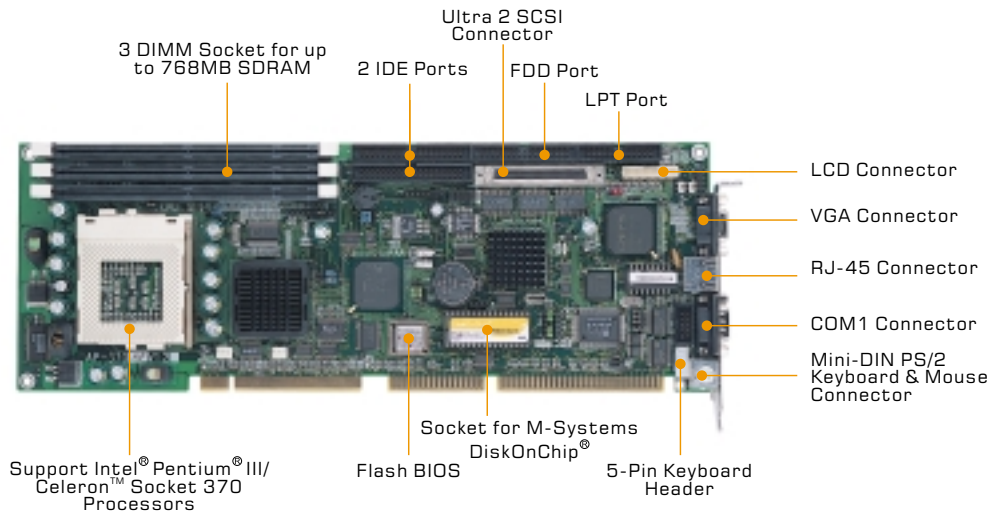 Ultra 2 SCSI
Connector
3 DIMM Socket for up
to 768MB SDRAM
2 IDE Ports
FDD Port
LPT Port
LCD Connector
VGA Connector
RJ-45 Connector
COM1 Connector
Mini-DIN PS/2
Keyboard & Mouse
Connector
Socket for M-Systems
DiskOnChip®
Support Intel® Pentium® III/
Celeron™ Socket 370
Processors
Flash BIOS
5-Pin Keyboard
Header